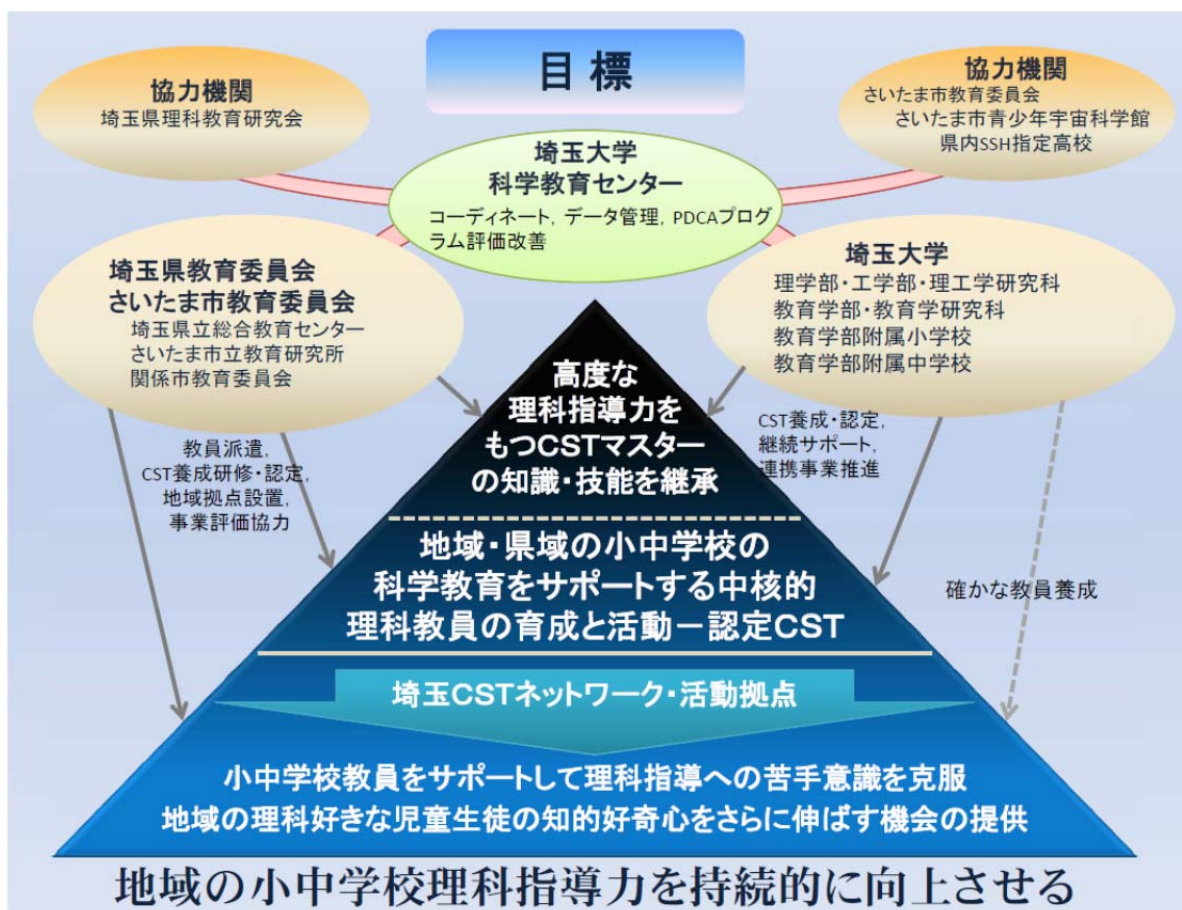 目標
協力機関
埼玉県理科教育研究会
協力機関
さいたま市教育委員会
さいたま市青少年宇宙科学館
県内SSH指定高校
埼玉大学
科学教育センター
コーディネート, データ管理, PDCAプログ
ラム評価改善
埼玉県教育委員会
さいたま市教育委員会
埼玉県立総合教育センター
さいたま市立教育研究所
関係市教育委員会
埼玉大学
理学部・工学部・理工学研究科
教育学部・教育学研究科
教育学部附属小学校
教育学部附属中学校
教員派遣,
CST養成研修・認定,
地域拠点設置,
事業評価協力
高度な
理科指導力を
もつCSTマスター
の知識・技能を継承
CST養成・認定,
継続サポート,
連携事業推進
地域・県域の小中学校の
科学教育をサポートする中核的
理科教員の育成と活動－認定CST
確かな教員養成
埼玉CSTネットワーク・活動拠点
小中学校教員をサポートして理科指導への苦手意識を克服
地域の理科好きな児童生徒の知的好奇心をさらに伸ばす機会の提供
地域の小中学校理科指導力を持続的に向上させる